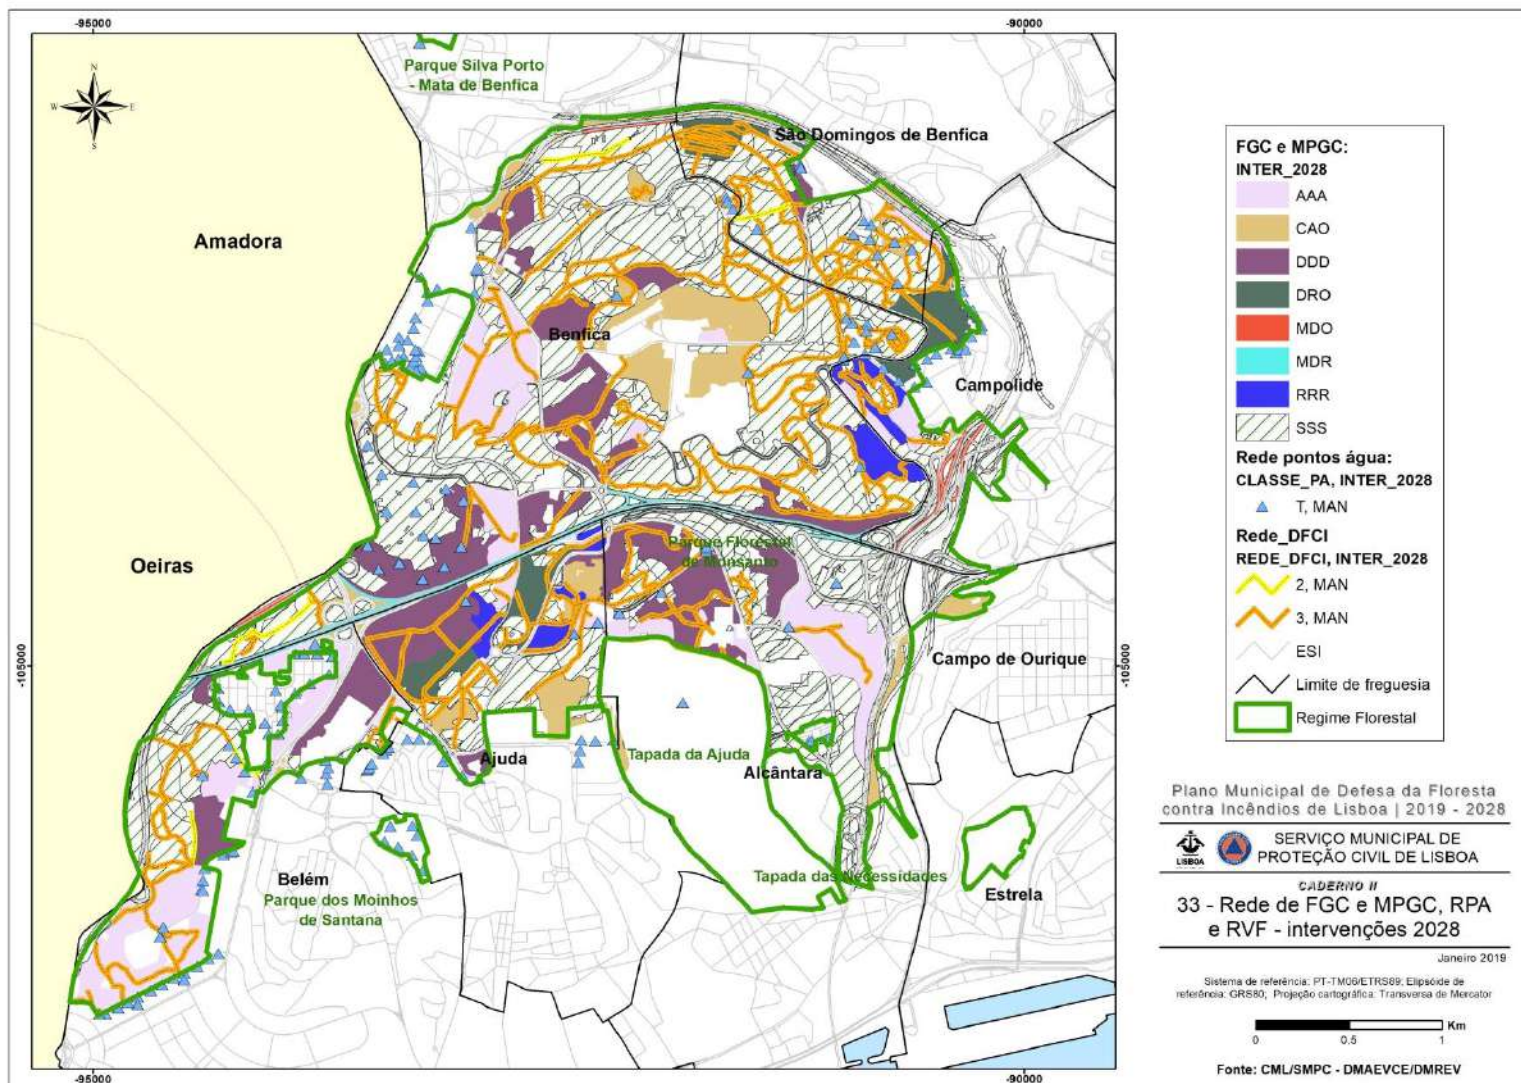 -95000
-90000
N
W
E
S
Parque Silva Porto
- Mata de Benfica
São Domingos de Benfica
Amadora
Benfica
Campolide
Parque Florestal
de Monsanto
Oeiras
Campo de Ourique
-105000
-105000
Tapada da Ajuda
Ajuda
Alcântara
Belém
Parque dos Moinhos
de Santana
Tapada das Necessidades
Estrela
-95000
-90000
FGC e MPGC:
INTER_2028
AAA
CAO
DDD
DRO
MDO
MDR
RRR
SSS
Rede pontos água:
CLASSE_PA, INTER_2028
T, MAN
Rede_DFCI
REDE_DFCI, INTER_2028
2, MAN
3, MAN
ESI
Limite de freguesia
Regime Florestal
Plano Municipal de Defesa da Floresta
contra Incêndios de Lisboa | 2019 - 2028
LISBOA
SERVIÇO MUNICIPAL DE
PROTEÇÃO CIVIL DE LISBOA
CADERNO II
33 - Rede de FGC e MPGC, RPA
e RVF - intervenções 2028
Janeiro 2019
Sistema de referência: PT-TM06/ETRS89; Elipsóide de
referência: GRS80; Projeção cartográfica: Transversa de Mercator
Km
0 0.5 1
Fonte: CML/SMPC - DMAEVCE/DMREV